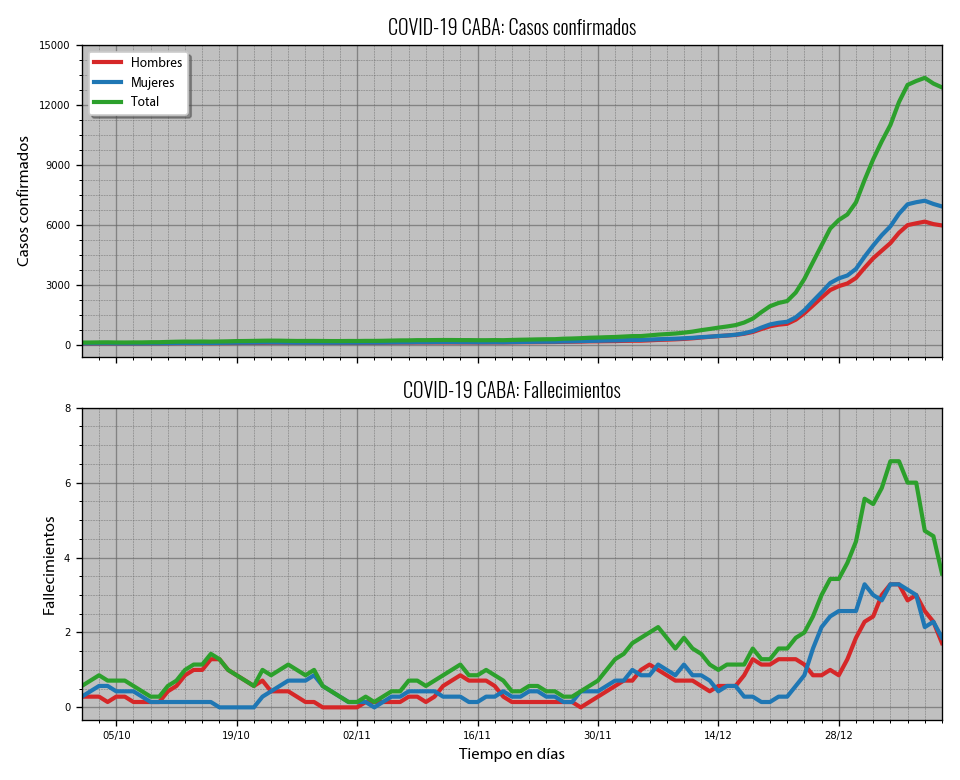 COVID-19 CABA: Casos confirmados
15000
12000
9000
6000
3000
0
Casos confirmados
Hombres
Mujeres
Total
COVID-19 CABA: Fallecimientos
8
6
4
2
0
Fallecimientos
05/10 19/10 02/11 16/11 30/11 14/12 28/12
Tiempo en días